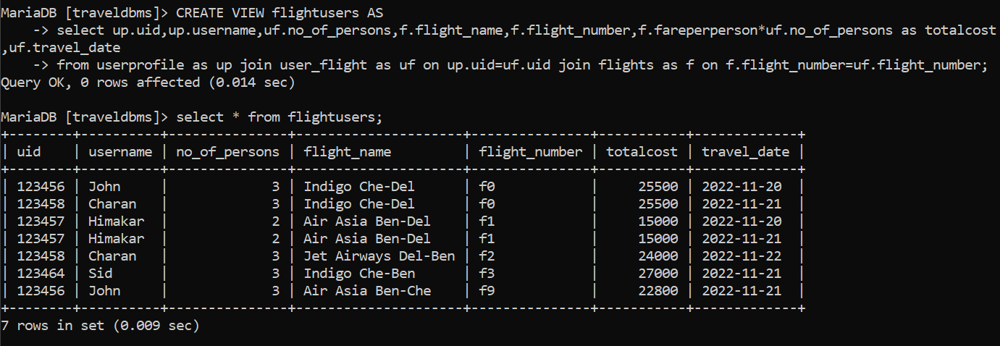 MariaDB [traveldbms]> CREATE VIEW flightusers AS
    -> select up.uid,up.username,uf.no_of_persons,f.flight_name,f.flight_number,f.fareperperson*uf.no_of_persons as totalcost
,uf.travel_date
    -> from userprofile as up join user_flight as uf on up.uid=uf.uid join flights as f on f.flight_number=uf.flight_number;
Query OK, 0 rows affected (0.014 sec)

MariaDB [traveldbms]> select * from flightusers;
+--------+----------+---------------+---------------------+---------------+-----------+-------------+
| uid    | username | no_of_persons | flight_name         | flight_number | totalcost | travel_date |
+--------+----------+---------------+---------------------+---------------+-----------+-------------+
| 123456 | John     |             3 | Indigo Che-Del      | f0            |     25500 | 2022-11-20  |
| 123458 | Charan   |             3 | Indigo Che-Del      | f0            |     25500 | 2022-11-21  |
| 123457 | Himakar  |             2 | Air Asia Ben-Del    | f1            |     15000 | 2022-11-20  |
| 123457 | Himakar  |             2 | Air Asia Ben-Del    | f1            |     15000 | 2022-11-21  |
| 123458 | Charan   |             3 | Jet Airways Del-Ben | f2            |     24000 | 2022-11-22  |
| 123464 | Sid      |             3 | Indigo Che-Ben      | f3            |     27000 | 2022-11-21  |
| 123456 | John     |             3 | Air Asia Ben-Che    | f9            |     22800 | 2022-11-21  |
+--------+----------+---------------+---------------------+---------------+-----------+-------------+
7 rows in set (0.009 sec)